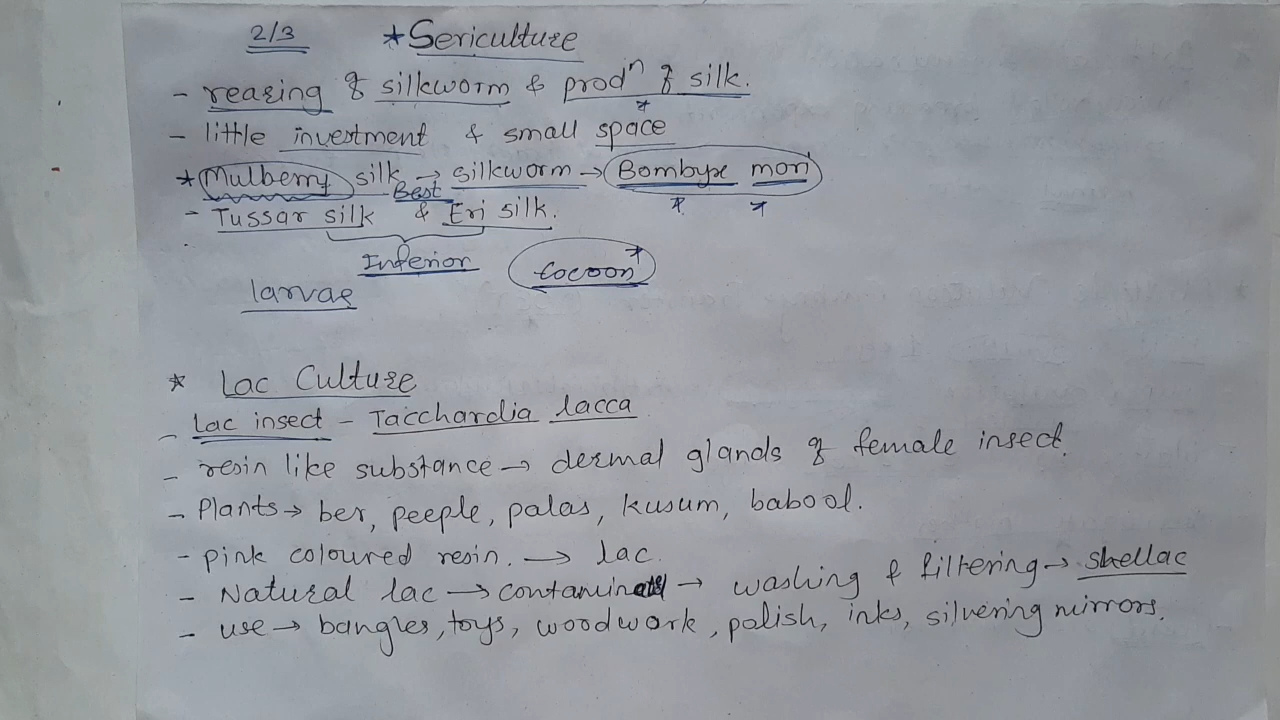 2/3 *Sericulture
- rearing of silkworm & prodⁿ of silk.
- little investment & small space
* Mulberry silk → silkworm → Bombyx mori
Best
- Tussar silk & Eri silk.
Inferior cocoon
larvae
* Lac Culture
- Lac insect - Tacchardia lacca
- resin like substance → dermal glands of female insect.
- Plants → ber, peeple, palas, kusum, babool.
- pink coloured resin. → lac.
- Natural lac → contaminated → washing & filtering → shellac
- use → bangles, toys, woodwork, polish, inks, silvering mirrors.